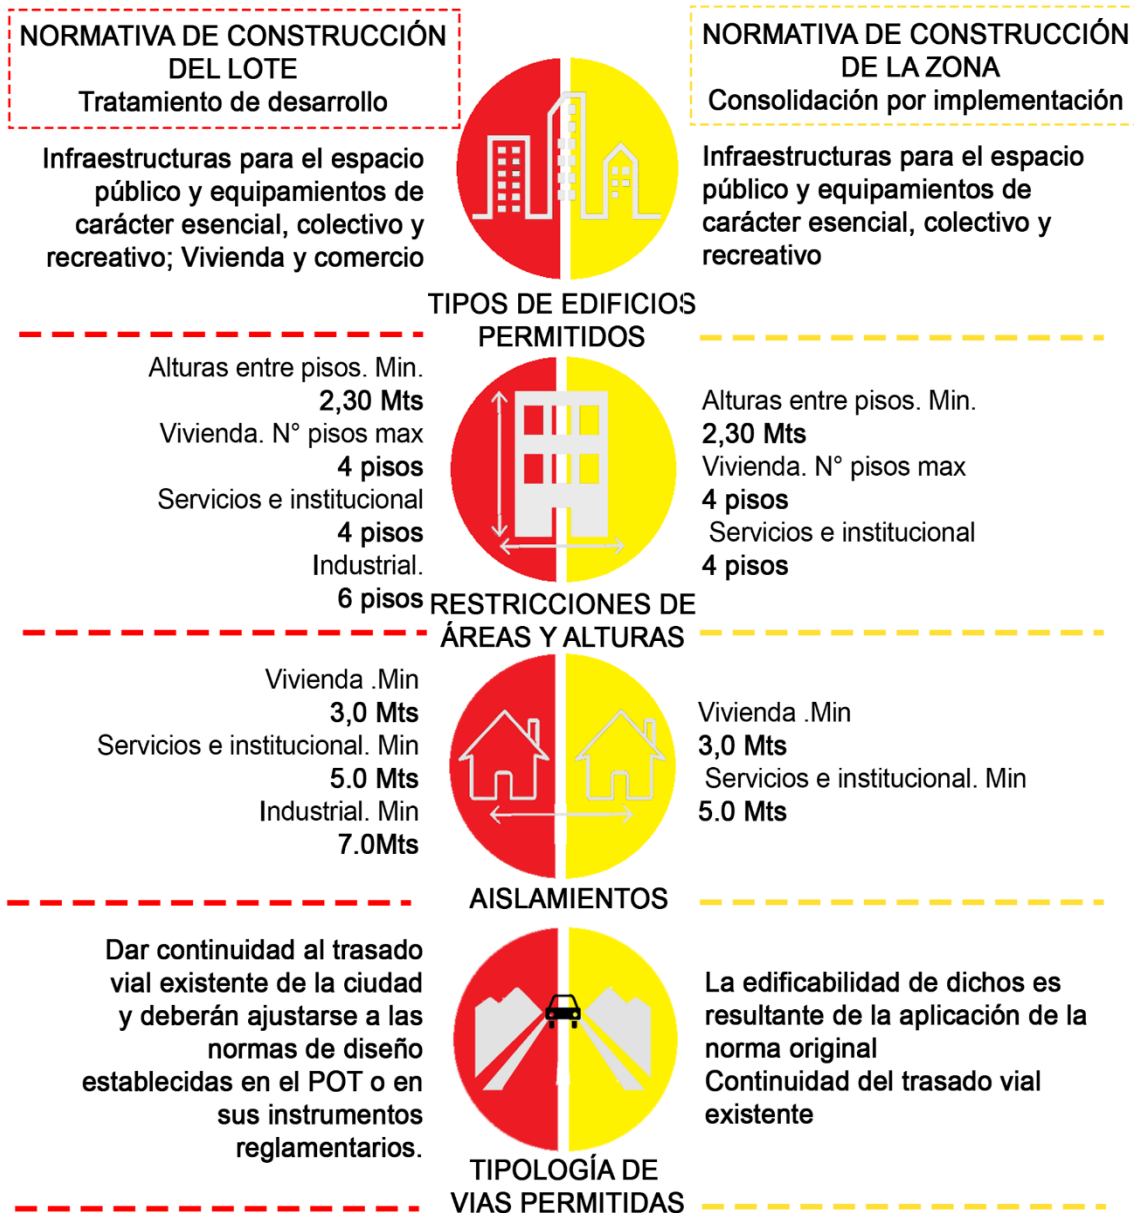 NORMATIVA DE CONSTRUCCIÓN
DEL LOTE
Tratamiento de desarrollo
NORMATIVA DE CONSTRUCCIÓN
DE LA ZONA
Consolidación por implementación
Infraestructuras para el espacio
público y equipamientos de
carácter esencial, colectivo y
recreativo; Vivienda y comercio
Infraestructuras para el espacio
público y equipamientos de
carácter esencial, colectivo y
recreativo
TIPOS DE EDIFICIOS
PERMITIDOS
Alturas entre pisos. Min.
2,30 Mts
Vivienda. N° pisos max
4 pisos
Servicios e institucional
4 pisos
Industrial.
6 pisos
Alturas entre pisos. Min.
2,30 Mts
Vivienda. N° pisos max
4 pisos
Servicios e institucional
4 pisos
RESTRICCIONES DE
ÁREAS Y ALTURAS
Vivienda .Min
3,0 Mts
Servicios e institucional. Min
5.0 Mts
Industrial. Min
7.0Mts
Vivienda .Min
3,0 Mts
Servicios e institucional. Min
5.0 Mts
AISLAMIENTOS
Dar continuidad al trasado
vial existente de la ciudad
y deberán ajustarse a las
normas de diseño
establecidas en el POT o en
sus instrumentos
reglamentarios.
La edificabilidad de dichos es
resultante de la aplicación de la
norma original
Continuidad del trasado vial
existente
TIPOLOGÍA DE
VIAS PERMITIDAS